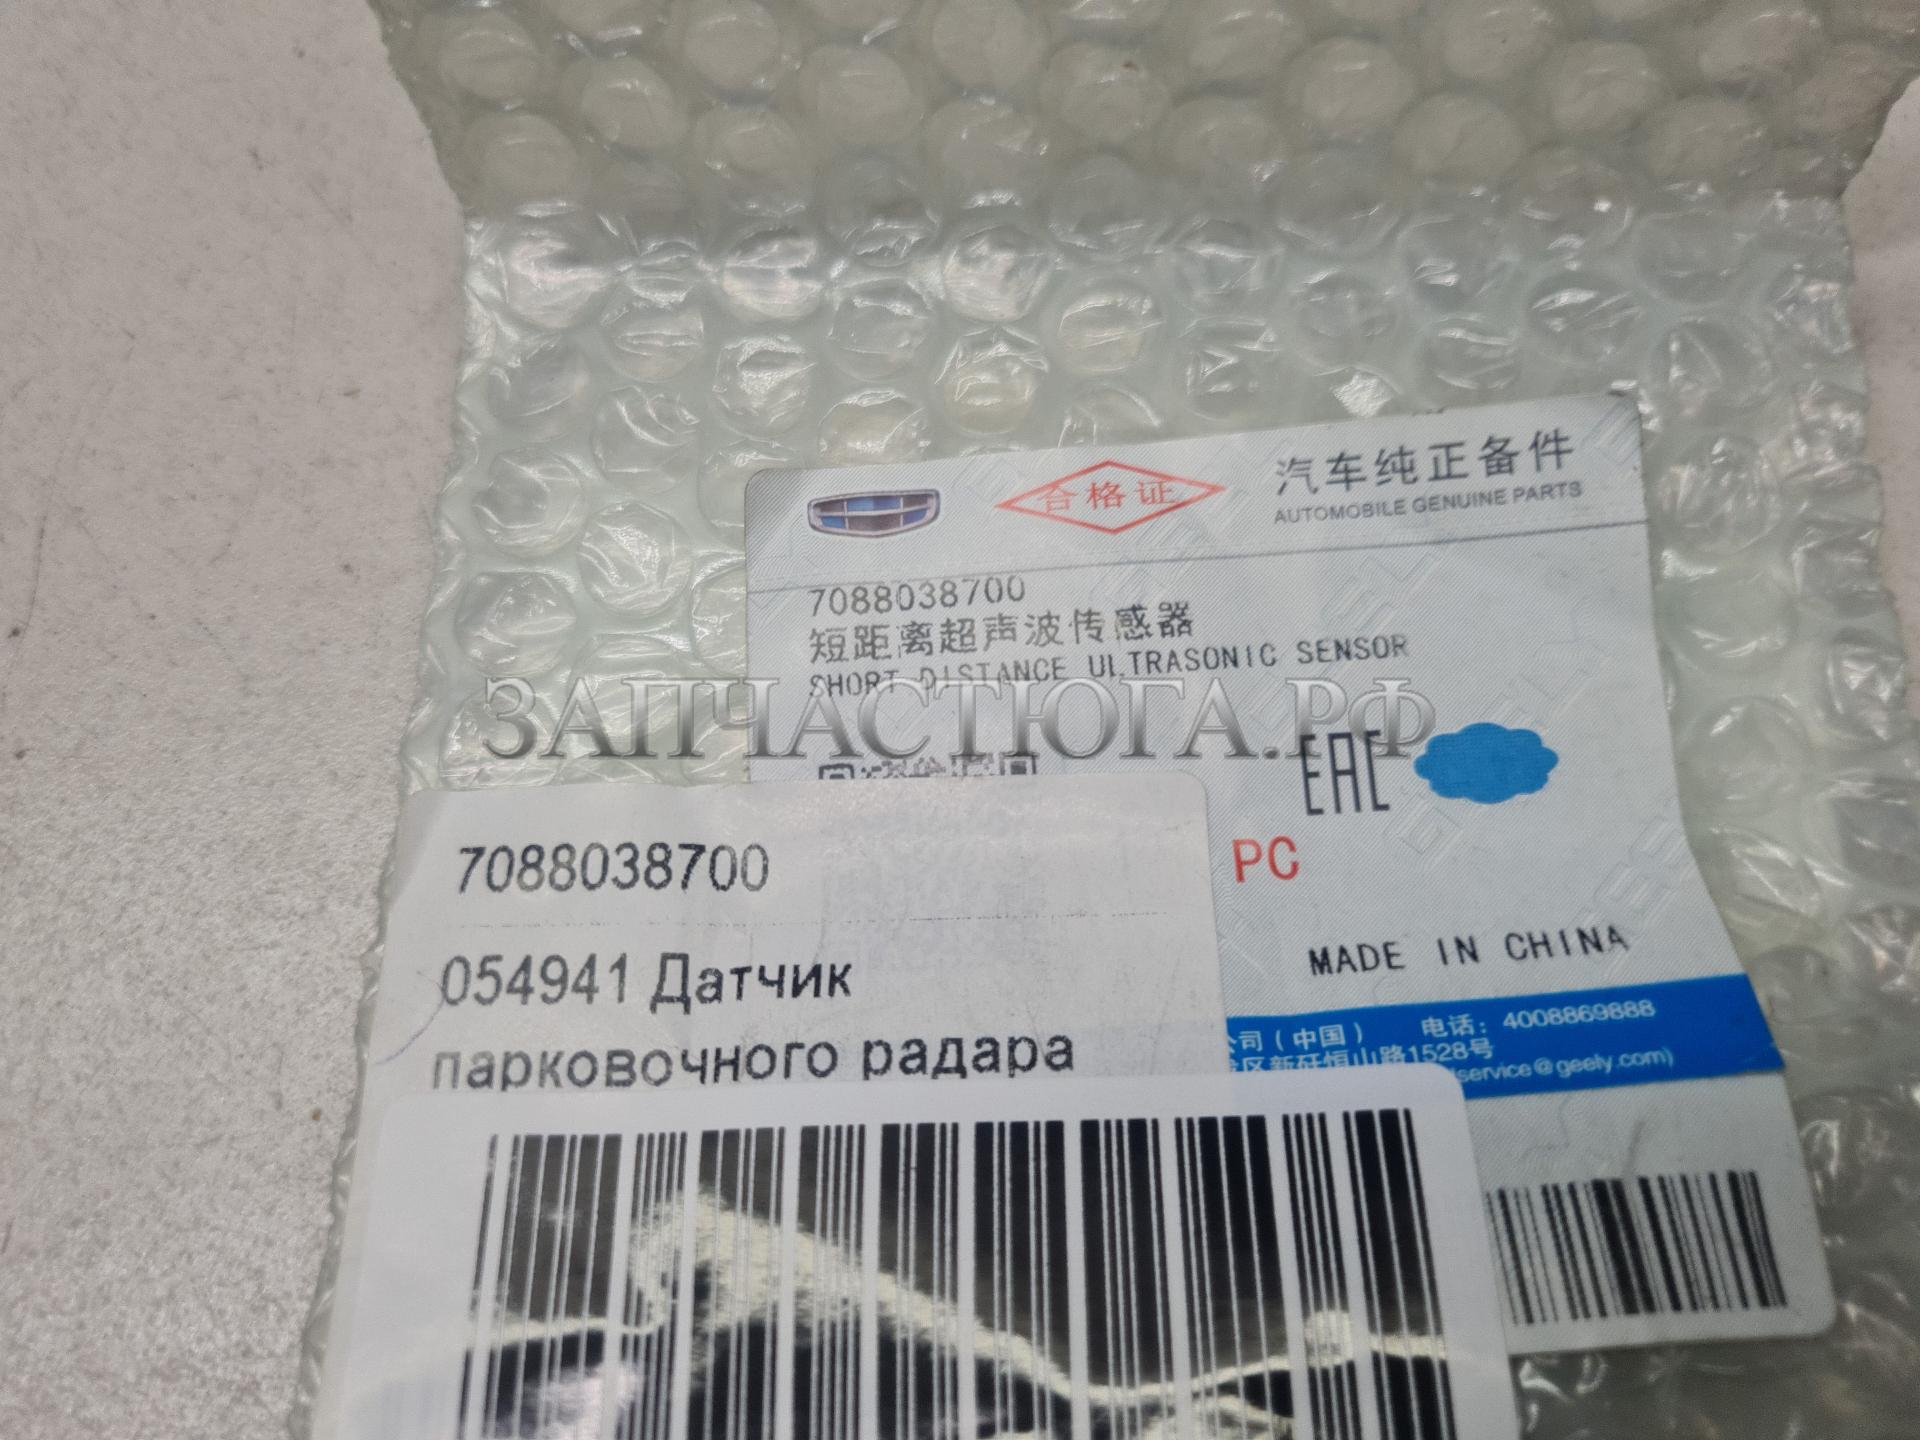 合格证
汽车纯正备件
AUTOMOBILE GENUINE PARTS
7088038700
短距离超声波传感器
SHORT DISTANCE ULTRASONIC SENSOR
ЗАПЧАСТЮГА.РФ
EAC
PC
MADE IN CHINA
公司（中国） 电话：4008869888
区新矸恒山路1528号
service@geely.com)
7088038700
054941 Датчик
парковочного радара